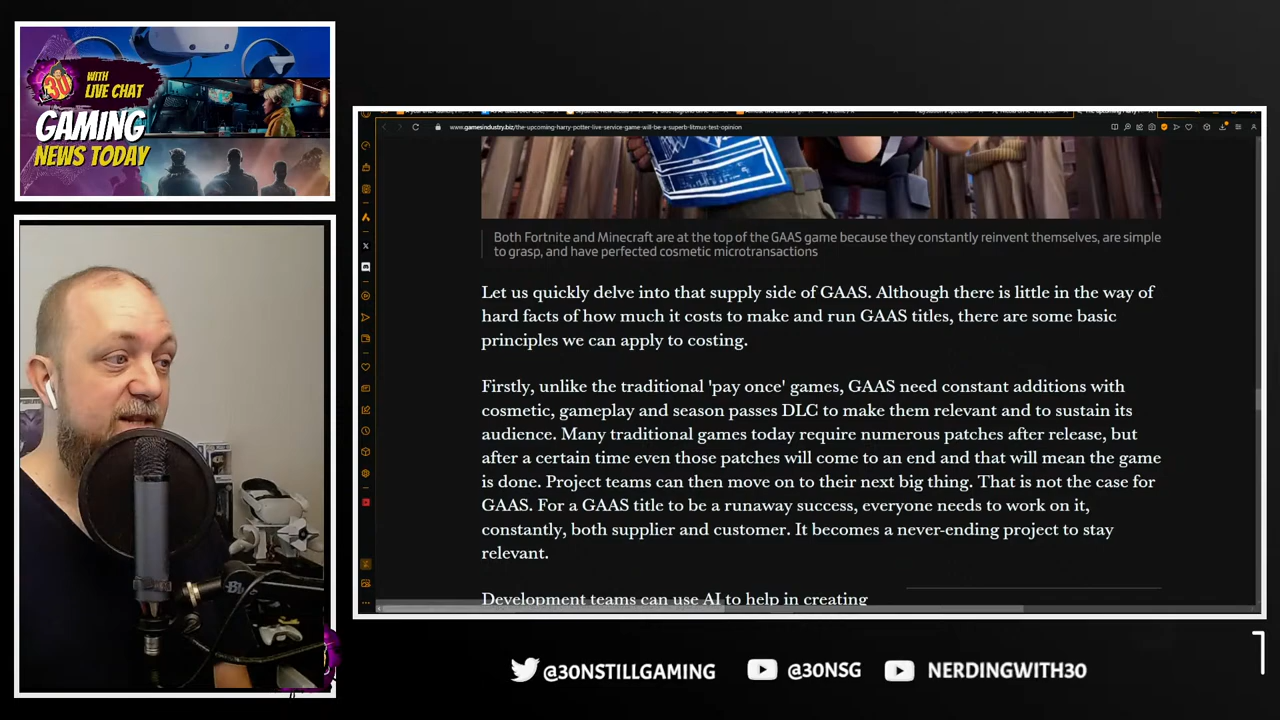 30
WITH
LIVE CHAT
GAMING
NEWS TODAY
www.gamesindustry.biz/the-upcoming-harry-potter-live-service-game-will-be-a-superb-litmus-test-opinion
Both Fortnite and Minecraft are at the top of the GAAS game because they constantly reinvent themselves, are simple
to grasp, and have perfected cosmetic microtransactions
Let us quickly delve into that supply side of GAAS. Although there is little in the way of
hard facts of how much it costs to make and run GAAS titles, there are some basic
principles we can apply to costing.
Firstly, unlike the traditional 'pay once' games, GAAS need constant additions with
cosmetic, gameplay and season passes DLC to make them relevant and to sustain its
audience. Many traditional games today require numerous patches after release, but
after a certain time even those patches will come to an end and that will mean the game
is done. Project teams can then move on to their next big thing. That is not the case for
GAAS. For a GAAS title to be a runaway success, everyone needs to work on it,
constantly, both supplier and customer. It becomes a never-ending project to stay
relevant.
Development teams can use AI to help in creating
Blue
@30NSTILLGAMING
@30NSG
NERDINGWITH30